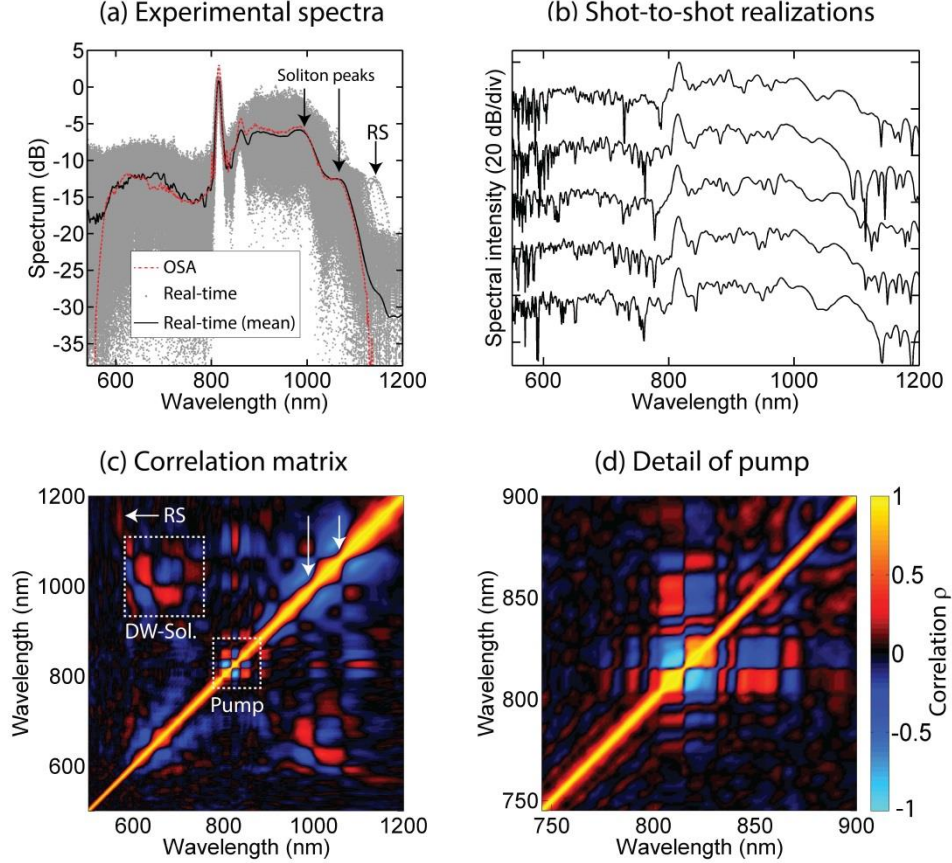 (a) Experimental spectra
5
0
-5
-10
-15
-20
-25
-30
-35
Spectrum (dB)
Soliton peaks
RS
OSA
Real-time
Real-time (mean)
600
800
1000
1200
Wavelength (nm)
(b) Shot-to-shot realizations
Spectral intensity (20 dB/div)
600
800
1000
1200
Wavelength (nm)
(c) Correlation matrix
1200
1000
800
600
Wavelength (nm)
RS
DW-Sol.
Pump
600
800
1000
1200
Wavelength (nm)
(d) Detail of pump
900
850
800
750
Wavelength (nm)
750
800
850
900
Wavelength (nm)
1
0.5
0
-0.5
-1
Correlation ρ